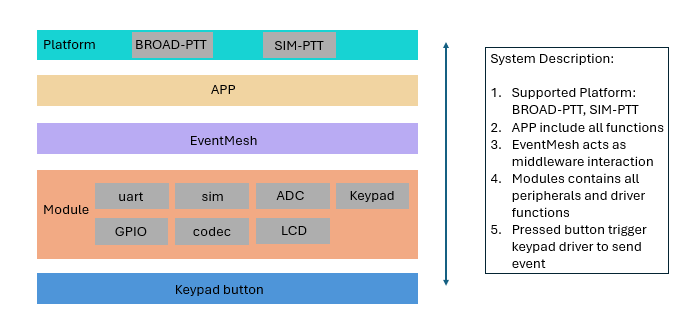 Platform
BROAD-PTT
SIM-PTT
APP
EventMesh
Module
uart
sim
ADC
Keypad
GPIO
codec
LCD
Keypad button
System Description:
1. Supported Platform:
BROAD-PTT, SIM-PTT
2. APP include all functions
3. EventMesh acts as
middleware interaction
4. Modules contains all
peripherals and driver
functions
5. Pressed button trigger
keypad driver to send
event